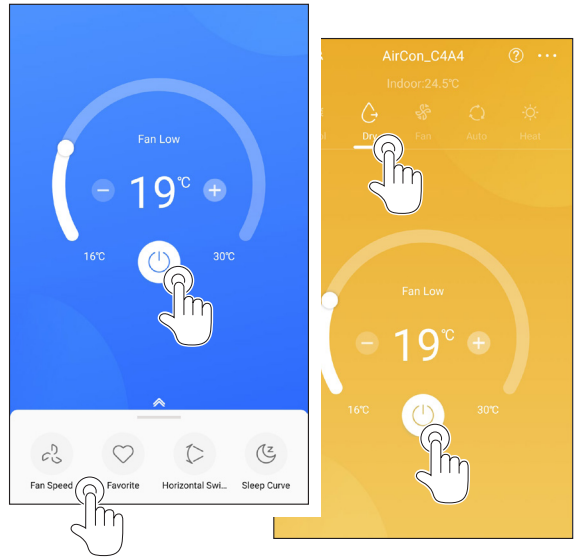 Fan Low
19°C
16°C
30°C
Fan Speed
Favorite
Horizontal Swi...
Sleep Curve
AirCon_C4A4
Indoor:24.5°C
Dry
Fan
Auto
Heat
Fan Low
19°C
16°C
30°C